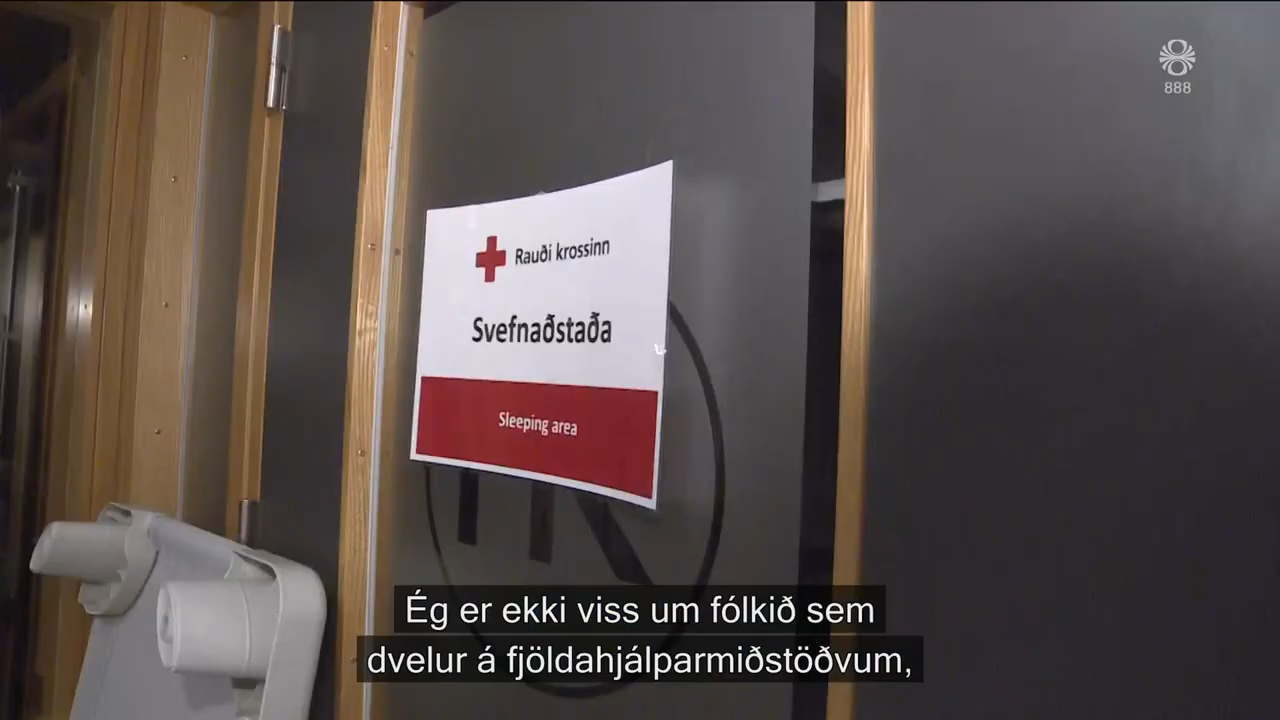 888
Rauði krossinn
Svefnaðstaða
Sleeping area
Ég er ekki viss um fólkið sem
dvelur á fjöldahjálparmiðstöðvum,